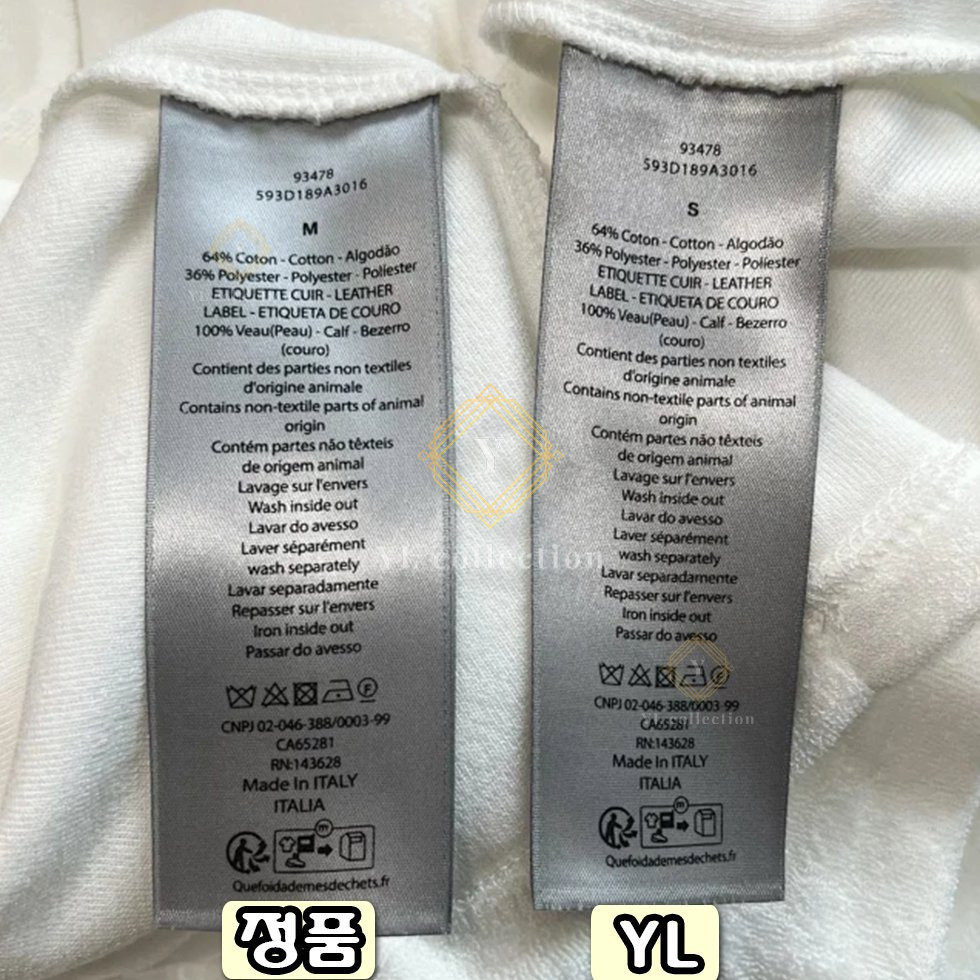 93478
593D189A3016
M
64% Coton - Cotton - Algodão
36% Polyester - Polyester - Poliester
ETIQUETTE CUIR - LEATHER
LABEL - ETIQUETA DE COURO
100% Veau(Peau) - Calf - Bezerro
(couro)
Contient des parties non textiles
d'origine animale
Contains non-textile parts of animal
origin
Contém partes não têxteis
de origem animal
Lavage sur l'envers
Wash inside out
Lavar do avesso
Laver séparément
wash separately
Lavar separadamente
Repasser sur l'envers
Iron inside out
Passar do avesso
CNPJ 02-046-388/0003-99
CA65281
RN:143628
Made In ITALY
ITALIA
Quefoidademesdechets.fr
정품
93478
593D189A3016
S
64% Coton - Cotton - Algodão
36% Polyester - Polyester - Poliester
ETIQUETTE CUIR - LEATHER
LABEL - ETIQUETA DE COURO
100% Veau(Peau) - Calf - Bezerro
(couro)
Contient des parties non textiles
d'origine animale
Contains non-textile parts of animal
origin
Contém partes não têxteis
de origem animal
Lavage sur l'envers
Wash inside out
Lavar do avesso
Laver séparément
wash separately
Lavar separadamente
Repasser sur l'envers
Iron inside out
Passar do avesso
CNPJ 02-046-388/0003-99
CA65281
RN:143628
Made In ITALY
ITALIA
Quefoidademesdechets.fr
YL
Y
YL collection
YL collection